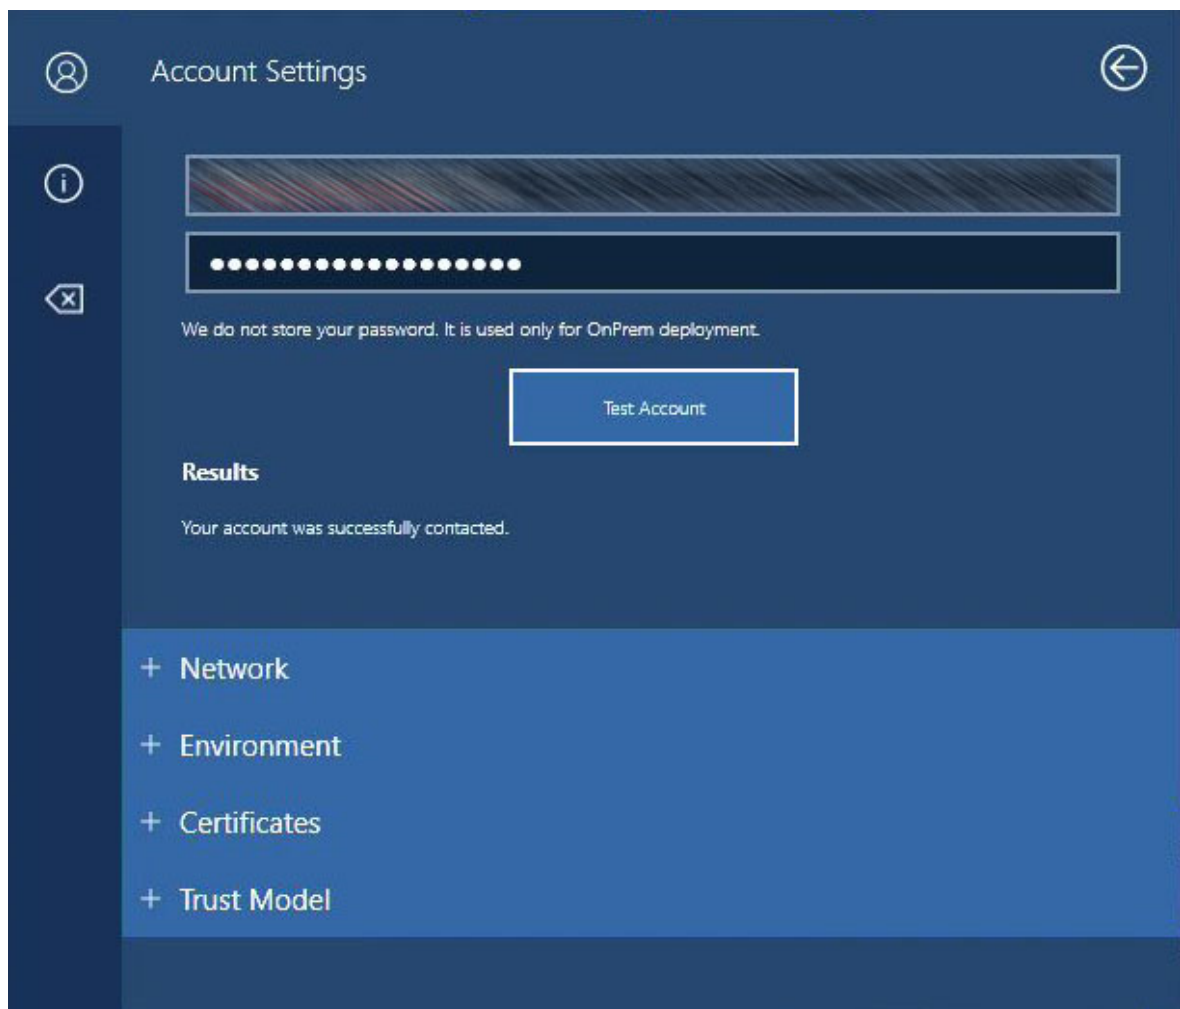 Account Settings
●●●●●●●●●●●●●●●●●●
We do not store your password. It is used only for OnPrem deployment.
Test Account
Results
Your account was successfully contacted.
+ Network
+ Environment
+ Certificates
+ Trust Model